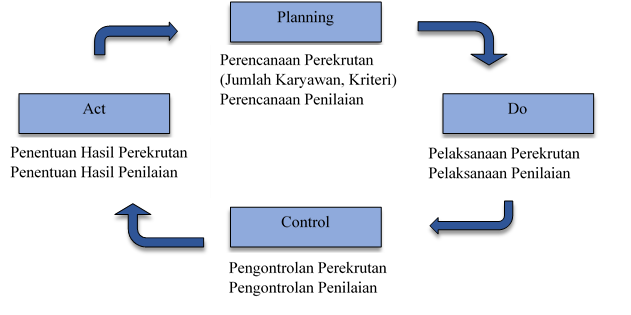 Planning
Perencanaan Perekrutan
(Jumlah Karyawan, Kriteri)
Perencanaan Penilaian
Do
Pelaksanaan Perekrutan
Pelaksanaan Penilaian
Control
Pengontrolan Perekrutan
Pengontrolan Penilaian
Act
Penentuan Hasil Perekrutan
Penentuan Hasil Penilaian